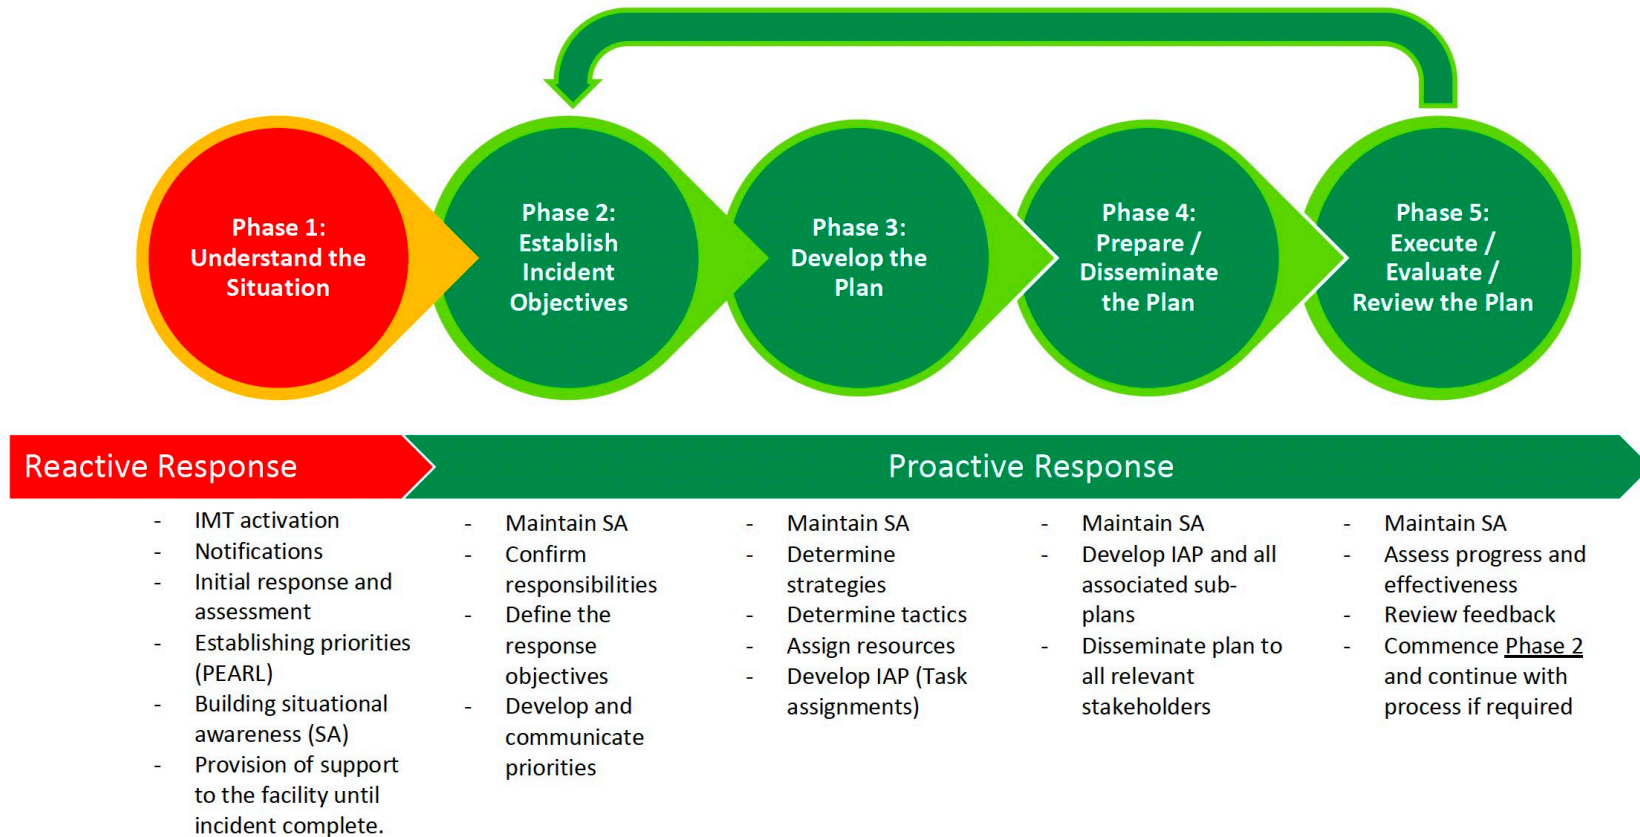 Phase 1:
Understand the
Situation
Phase 2:
Establish
Incident
Objectives
Phase 3:
Develop the
Plan
Phase 4:
Prepare /
Disseminate
the Plan
Phase 5:
Execute /
Evaluate /
Review the Plan
Reactive Response
Proactive Response
- IMT activation
- Notifications
- Initial response and
assessment
- Establishing priorities
(PEARL)
- Building situational
awareness (SA)
- Provision of support
to the facility until
incident complete.
- Maintain SA
- Confirm
responsibilities
- Define the
response
objectives
- Develop and
communicate
priorities
- Maintain SA
- Determine
strategies
- Determine tactics
- Assign resources
- Develop IAP (Task
assignments)
- Maintain SA
- Develop IAP and all
associated sub-
plans
- Disseminate plan to
all relevant
stakeholders
- Maintain SA
- Assess progress and
effectiveness
- Review feedback
- Commence Phase 2
and continue with
process if required